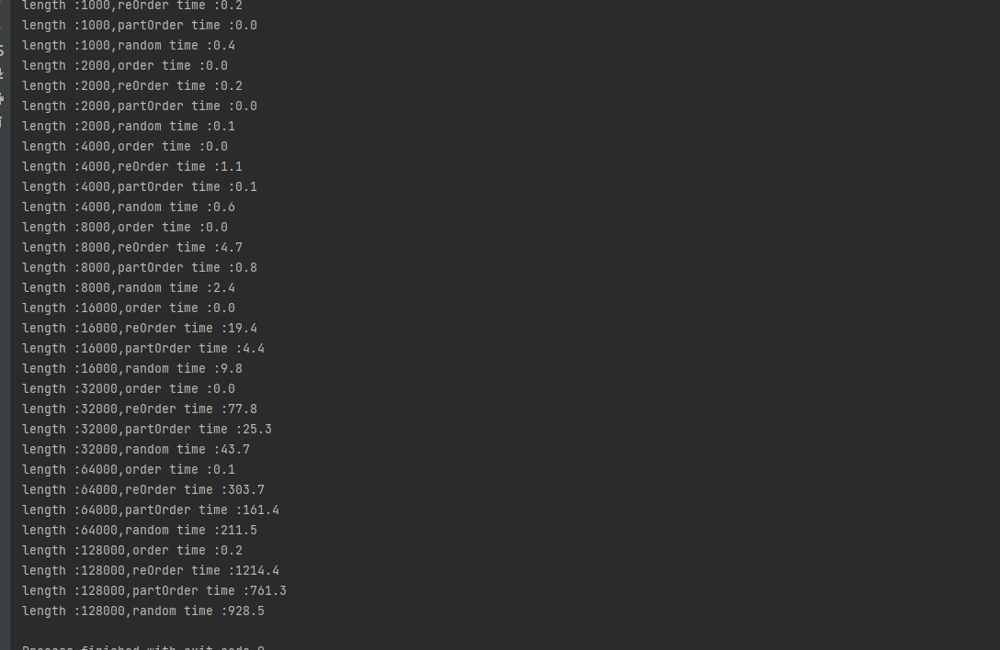 length :1000,reOrder time :0.2
length :1000,partOrder time :0.0
length :1000,random time :0.4
length :2000,order time :0.0
length :2000,reOrder time :0.2
length :2000,partOrder time :0.0
length :2000,random time :0.1
length :4000,order time :0.0
length :4000,reOrder time :1.1
length :4000,partOrder time :0.1
length :4000,random time :0.6
length :8000,order time :0.0
length :8000,reOrder time :4.7
length :8000,partOrder time :0.8
length :8000,random time :2.4
length :16000,order time :0.0
length :16000,reOrder time :19.4
length :16000,partOrder time :4.4
length :16000,random time :9.8
length :32000,order time :0.0
length :32000,reOrder time :77.8
length :32000,partOrder time :25.3
length :32000,random time :43.7
length :64000,order time :0.1
length :64000,reOrder time :303.7
length :64000,partOrder time :161.4
length :64000,random time :211.5
length :128000,order time :0.2
length :128000,reOrder time :1214.4
length :128000,partOrder time :761.3
length :128000,random time :928.5
Process finished with exit code 0